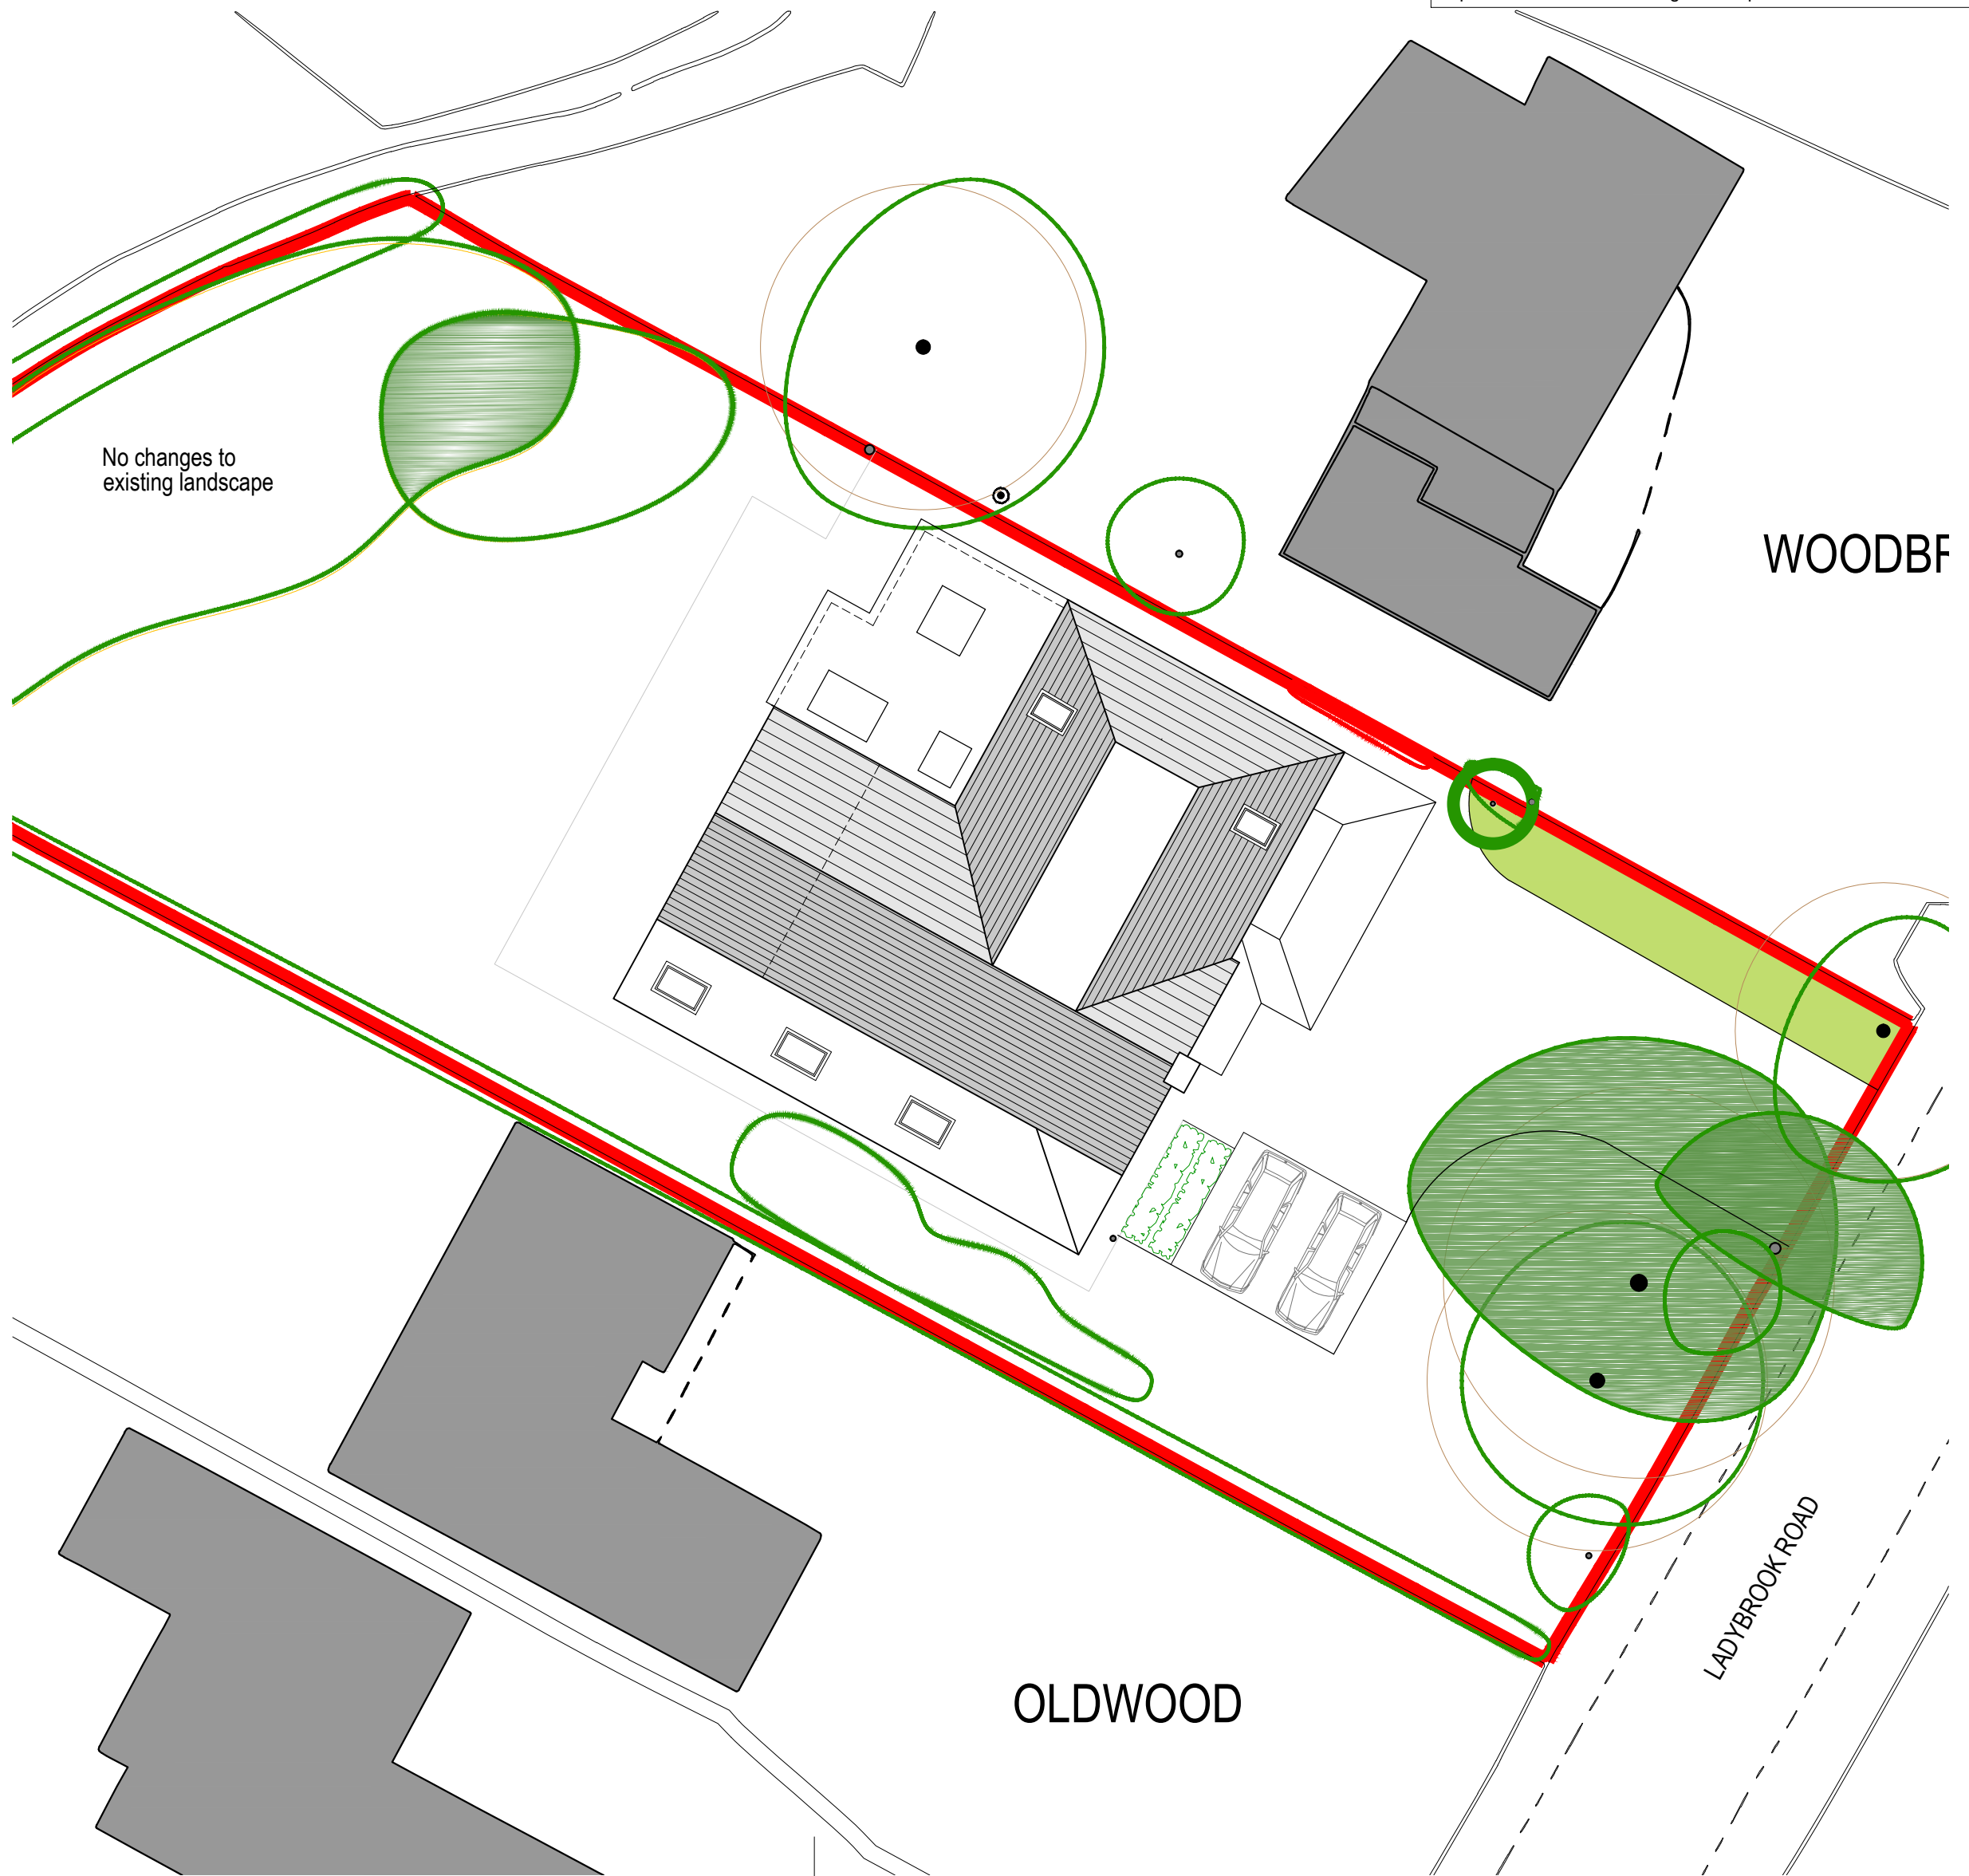 No changes to
existing landscape
WOODBR
LADYBROOK ROAD
OLDWOOD